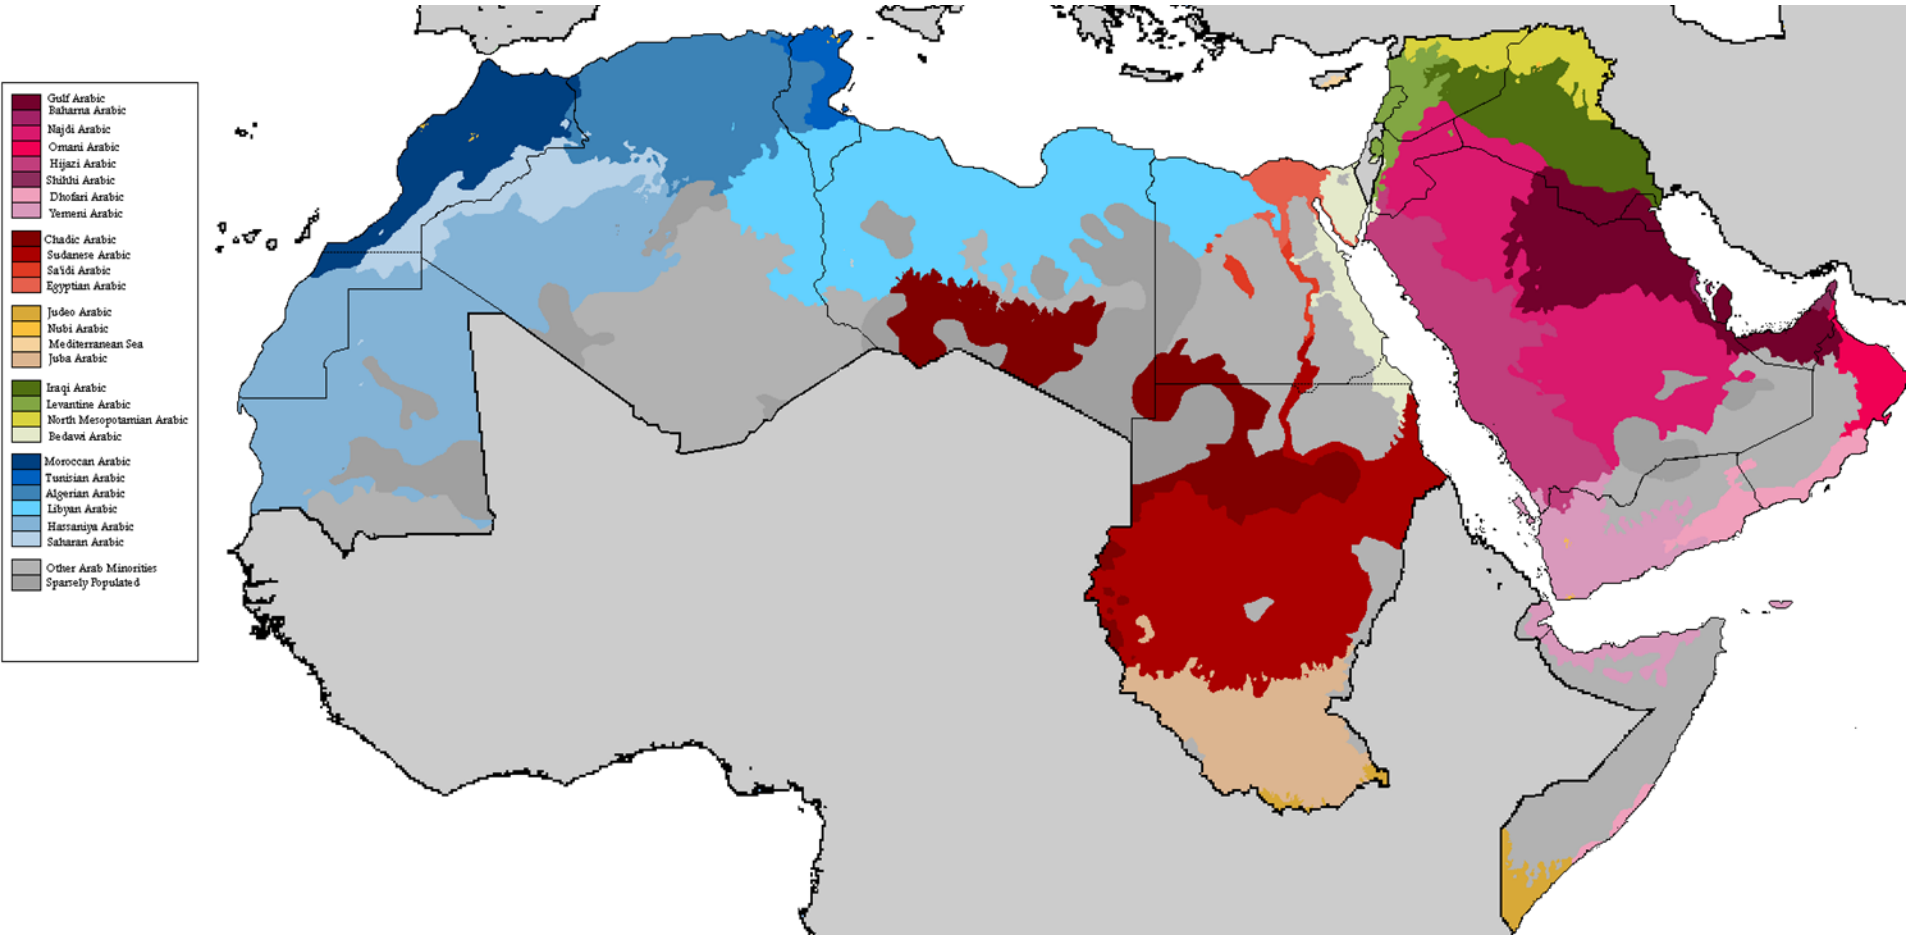 Gulf Arabic
Baharna Arabic
Najdi Arabic
Omani Arabic
Hijazi Arabic
Shihhi Arabic
Dhofari Arabic
Yemeni Arabic
Chadic Arabic
Sudanese Arabic
Sa'idi Arabic
Egyptian Arabic
Judeo Arabic
Nubi Arabic
Mediterranean Sea
Juba Arabic
Iraqi Arabic
Levantine Arabic
North Mesopotamian Arabic
Bedawi Arabic
Moroccan Arabic
Tunisian Arabic
Algerian Arabic
Libyan Arabic
Hassaniya Arabic
Saharan Arabic
Other Arab Minorities
Sparsely Populated